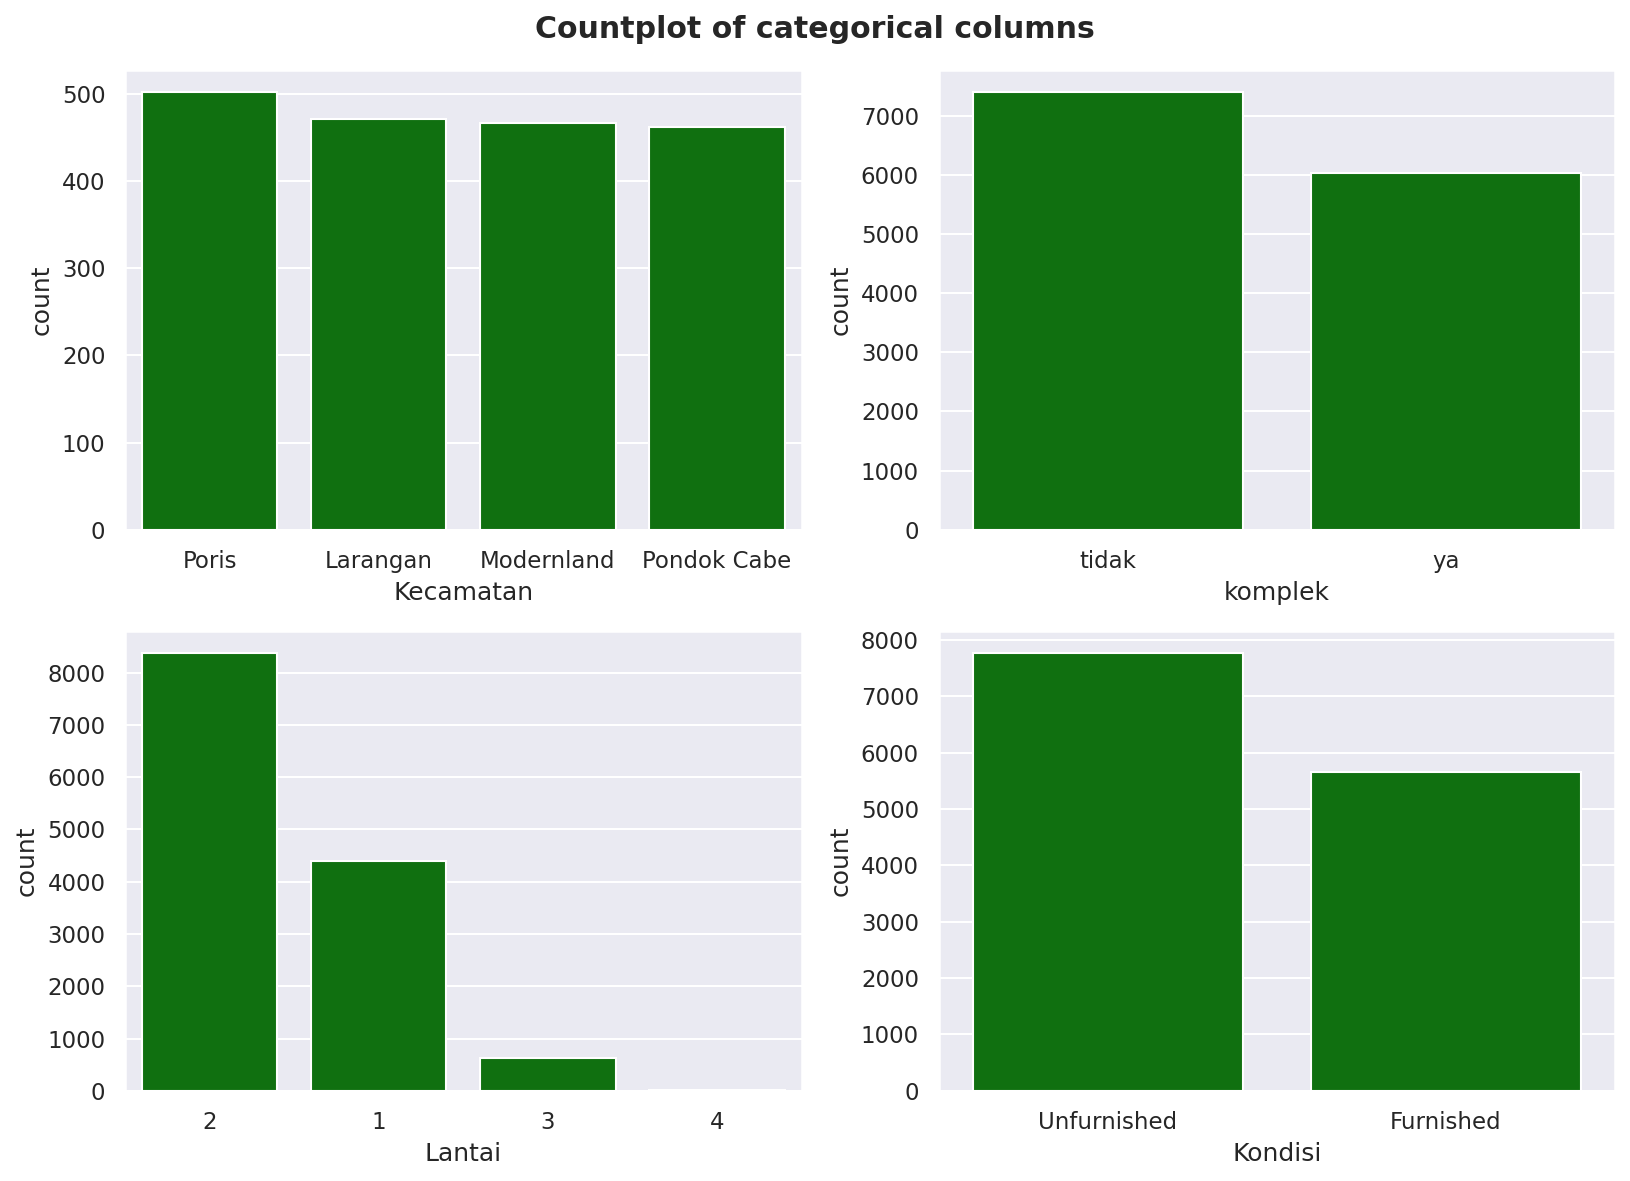 Countplot of categorical columns
500
400
300
200
100
0
count
Poris Larangan Modernland Pondok Cabe
Kecamatan
7000
6000
5000
4000
3000
2000
1000
0
count
tidak ya
komplek
8000
7000
6000
5000
4000
3000
2000
1000
0
count
2 1 3 4
Lantai
8000
7000
6000
5000
4000
3000
2000
1000
0
count
Unfurnished Furnished
Kondisi